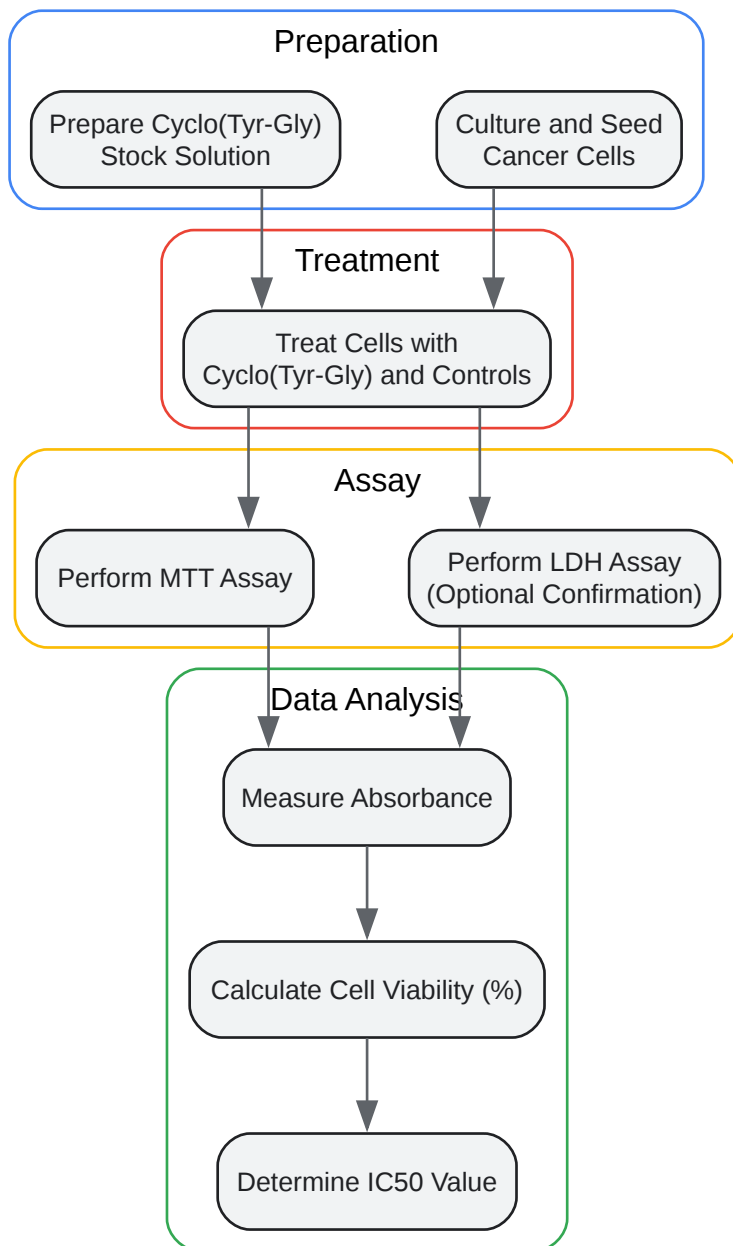 Preparation
Prepare Cyclo(Tyr-Gly)
Stock Solution
Culture and Seed
Cancer Cells
Treatment
Treat Cells with
Cyclo(Tyr-Gly) and Controls
Assay
Perform MTT Assay
Perform LDH Assay
(Optional Confirmation)
Data Analysis
Measure Absorbance
Calculate Cell Viability (%)
Determine IC50 Value